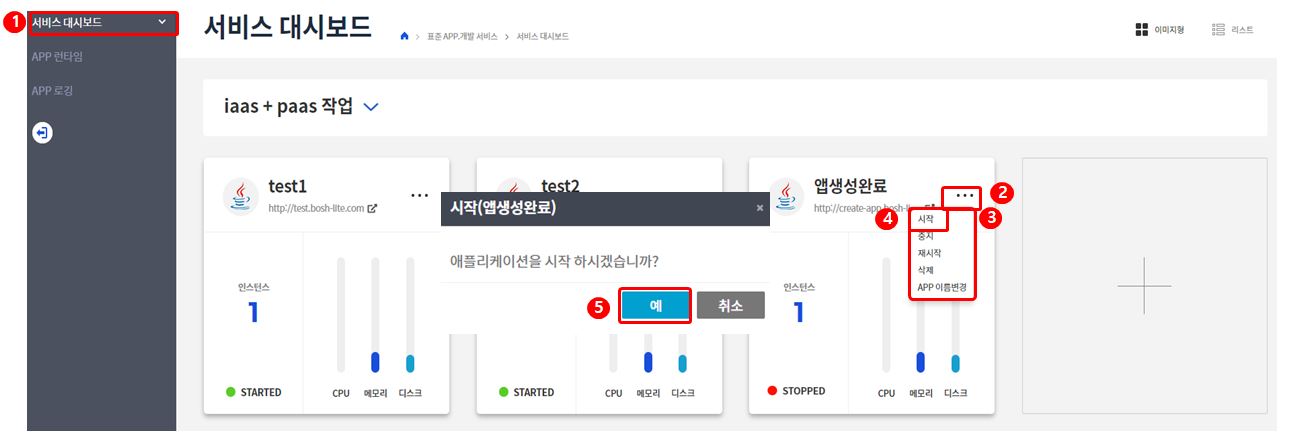 1
서비스 대시보드
APP 런타임
APP 로깅
서비스 대시보드
> 표준 APP.개발 서비스 > 서비스 대시보드
이미지형
리스트
iaas + paas 작업
test1
http://test.bosh-lite.com
인스턴스
1
STARTED
CPU 메모리 디스크
test2
STARTED
CPU 메모리 디스크
시작(앱생성완료)
×
애플리케이션을 시작 하시겠습니까?
5
예
취소
앱생성완료
http://create-app.bosh-li
2
3
4
시작
중지
재시작
삭제
APP 이름변경
인스턴스
1
STOPPED
CPU 메모리 디스크